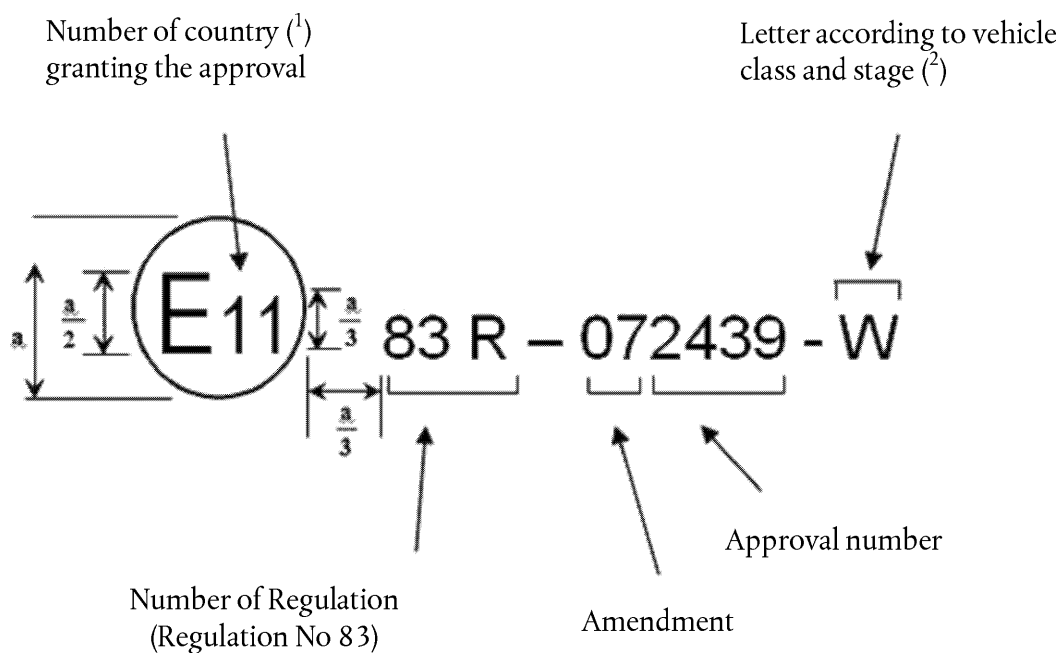 Number of country (¹)
granting the approval
Letter according to vehicle
class and stage (²)
a
a/2
E11
a/3
83 R – 072439 - W
a/3
Approval number
Number of Regulation
(Regulation No 83)
Amendment